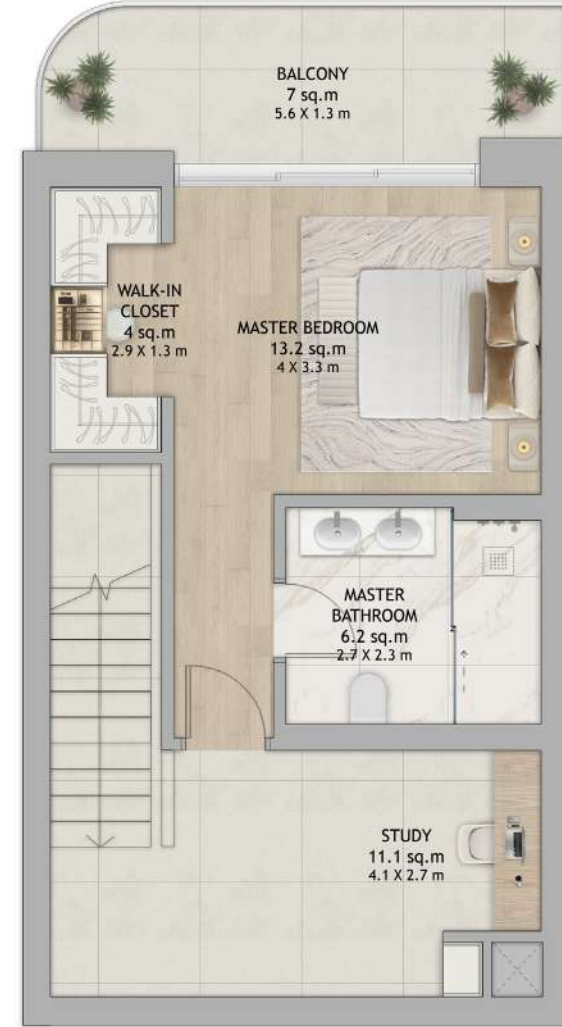 BALCONY
7 sq.m
5.6 X 1.3 m
WALK-IN
CLOSET
4 sq.m
2.9 X 1.3 m
MASTER BEDROOM
13.2 sq.m
4 X 3.3 m
MASTER
BATHROOM
6.2 sq.m
2.7 X 2.3 m
STUDY
11.1 sq.m
4.1 X 2.7 m